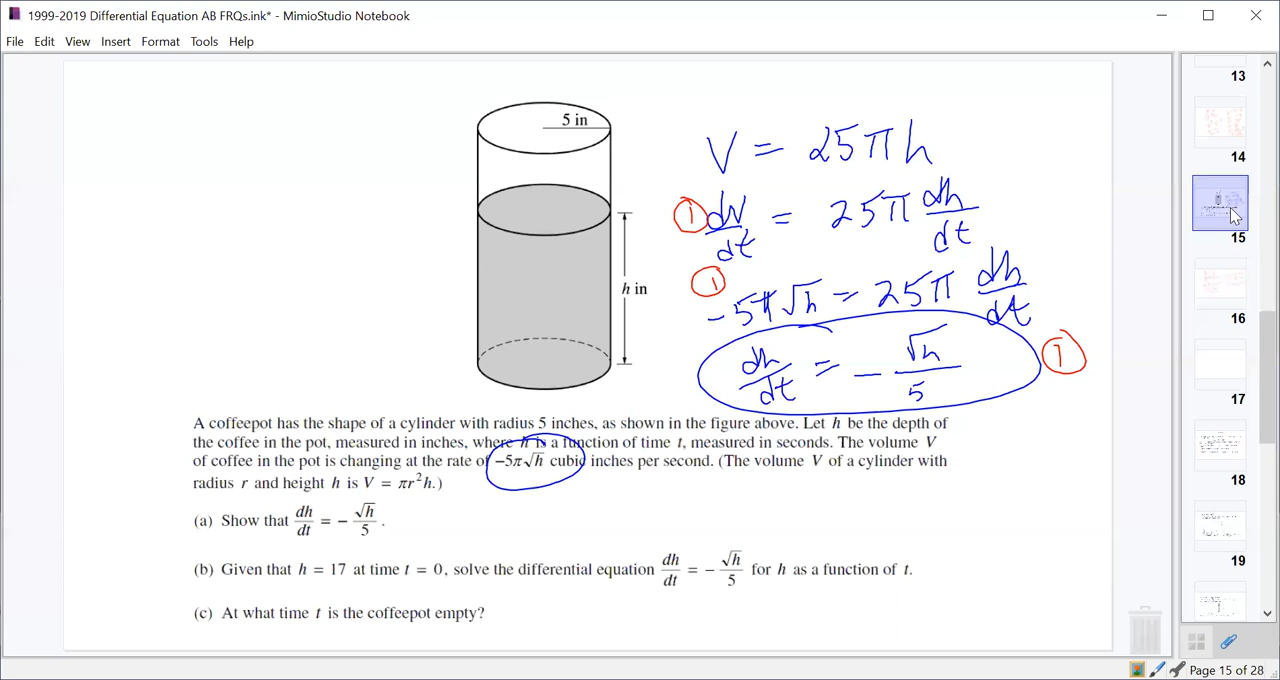 1999-2019 Differential Equation AB FRQs.ink* - MimioStudio Notebook
File Edit View Insert Format Tools Help
5 in
h in
V = 25πh
① dV/dt = 25π dh/dt
① -5π√h = 25π dh/dt
dh/dt = - √h/5 ①
A coffeepot has the shape of a cylinder with radius 5 inches, as shown in the figure above. Let h be the depth
of the coffee in the pot, measured in inches, where h is a function of time t, measured in seconds. The volume V
of coffee in the pot is changing at the rate of -5π√h cubic inches per second. (The volume V of a cylinder with
radius r and height h is V = πr²h.)
(a) Show that dh/dt = - √h/5 .
(b) Given that h = 17 at time t = 0, solve the differential equation dh/dt = - √h/5 for h as a function of t.
(c) At what time t is the coffeepot empty?
13
14
15
16
17
18
19
Page 15 of 28